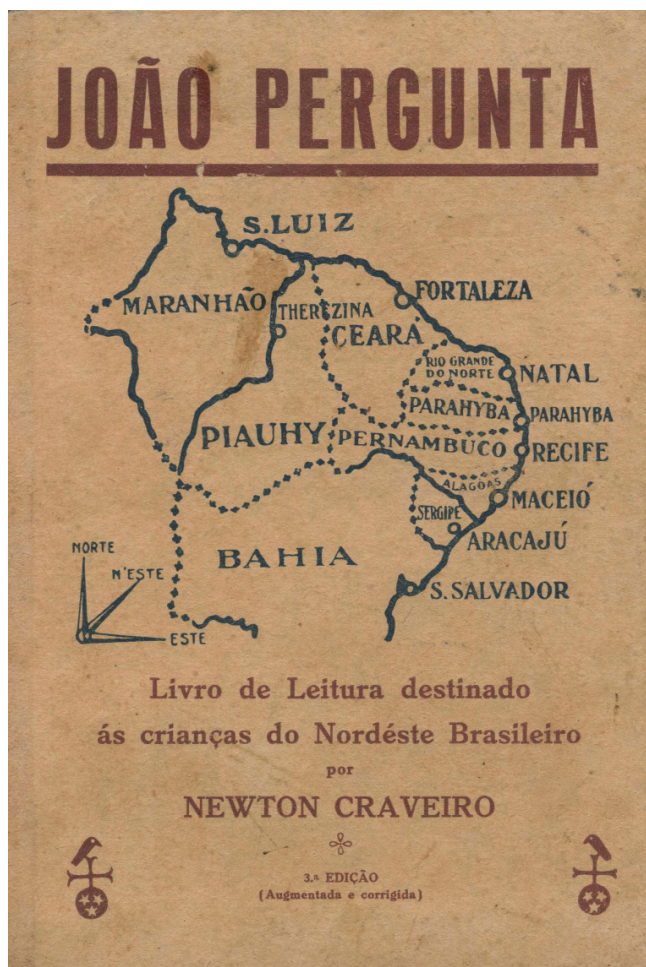 JOÃO PERGUNTA
S. LUIZ
MARANHÃO
THEREZINA
FORTALEZA
CEARÁ
RIO GRANDE
DO NORTE
NATAL
PARAHYBA
PARAHYBA
PIAUHY
PERNAMBUCO
RECIFE
ALAGOAS
MACEIÓ
SERGIPE
ARACAJÚ
BAHIA
S. SALVADOR
NORTE
N'ESTE
ESTE
Livro de Leitura destinado
ás crianças do Nordéste Brasileiro
por
NEWTON CRAVEIRO
3.ª EDIÇÃO
(Augmentada e corrigida)